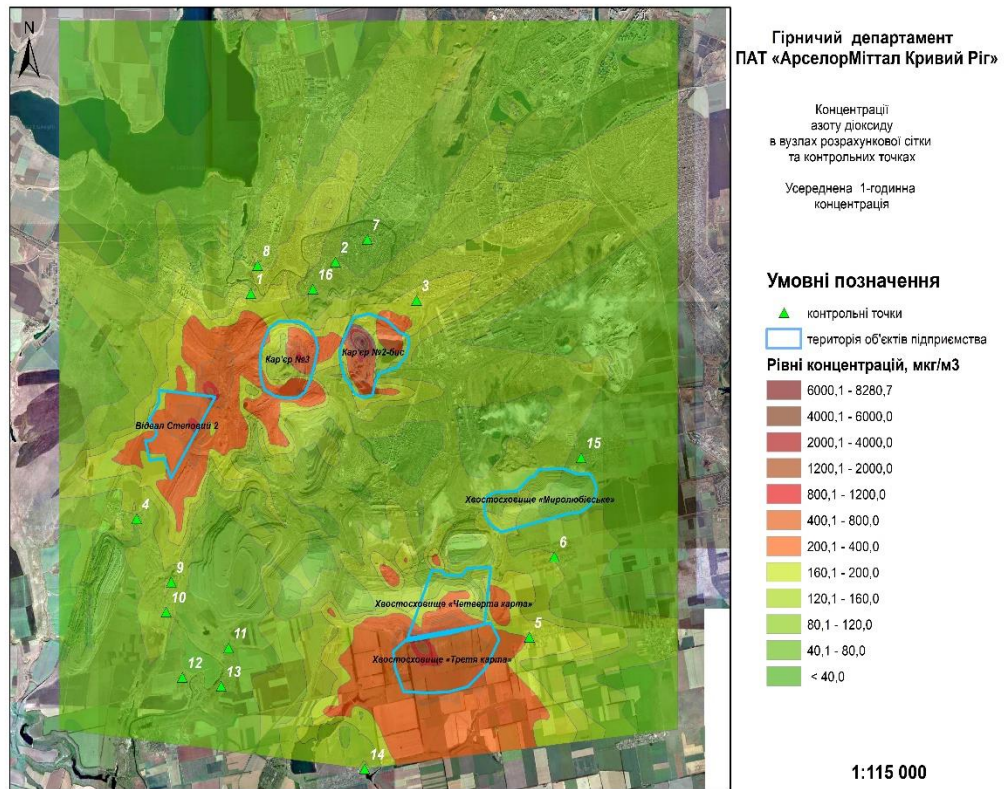 N
Гірничий департамент
ПАТ «АрселорМіттал Кривий Ріг»
Концентрації
азоту діоксиду
в вузлах розрахункової сітки
та контрольних точках
Усереднена 1-годинна
концентрація
Умовні позначення
контрольні точки
територія об'єктів підприємства
Рівні концентрацій, мкг/м3
6000,1 - 8280,7
4000,1 - 6000,0
2000,1 - 4000,0
1200,1 - 2000,0
800,1 - 1200,0
400,1 - 800,0
200,1 - 400,0
160,1 - 200,0
120,1 - 160,0
80,1 - 120,0
40,1 - 80,0
< 40,0
1:115 000
7
2
8
16
1
3
Кар'єр №3
Кар'єр №2-біс
Відвал Степовий 2
15
Хвостосховище «Миролюбівське»
4
6
9
Хвостосховище «Четверта карта»
10
5
11
Хвостосховище «Третя карта»
12
13
14